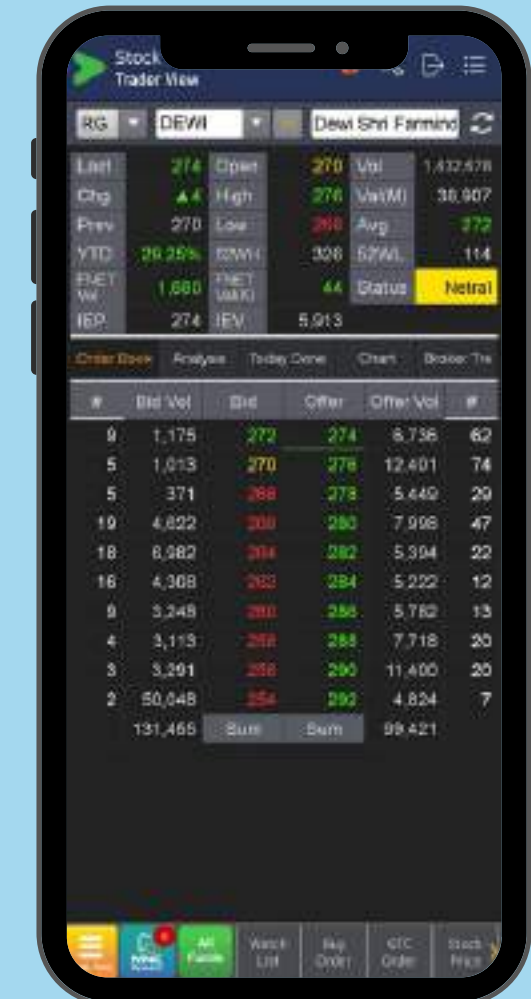 Stock
Trader View
RG DEWI Dewi Shri Farmind
Last 274 Open 270 Vol 1,432,678
Chg ▲4 High 276 Val(M) 38,907
Prev 270 Low 268 Avg 272
YTD 29.25% 52WH 326 52WL 114
FNET Vol 1,680 FNET Val(K) 44 Status Netral
IEP 274 IEV 5,913
Order Book Analysis Today Done Chart Broker Tra
# Bid Vol Bid Offer Offer Vol #
9 1,175 272 274 6,736 62
5 1,013 270 276 12,401 74
5 371 268 278 5,449 29
19 4,622 280 7,998 47
18 6,982 264 282 5,394 22
16 4,308 262 284 5,222 12
9 3,248 260 286 5,782 13
4 3,113 258 288 7,718 20
3 3,291 256 290 11,400 20
2 50,048 254 292 4,824 7
131,465 Sum Sum 99,421
All
Watch List
Buy Order
GTC Order
Stock Price